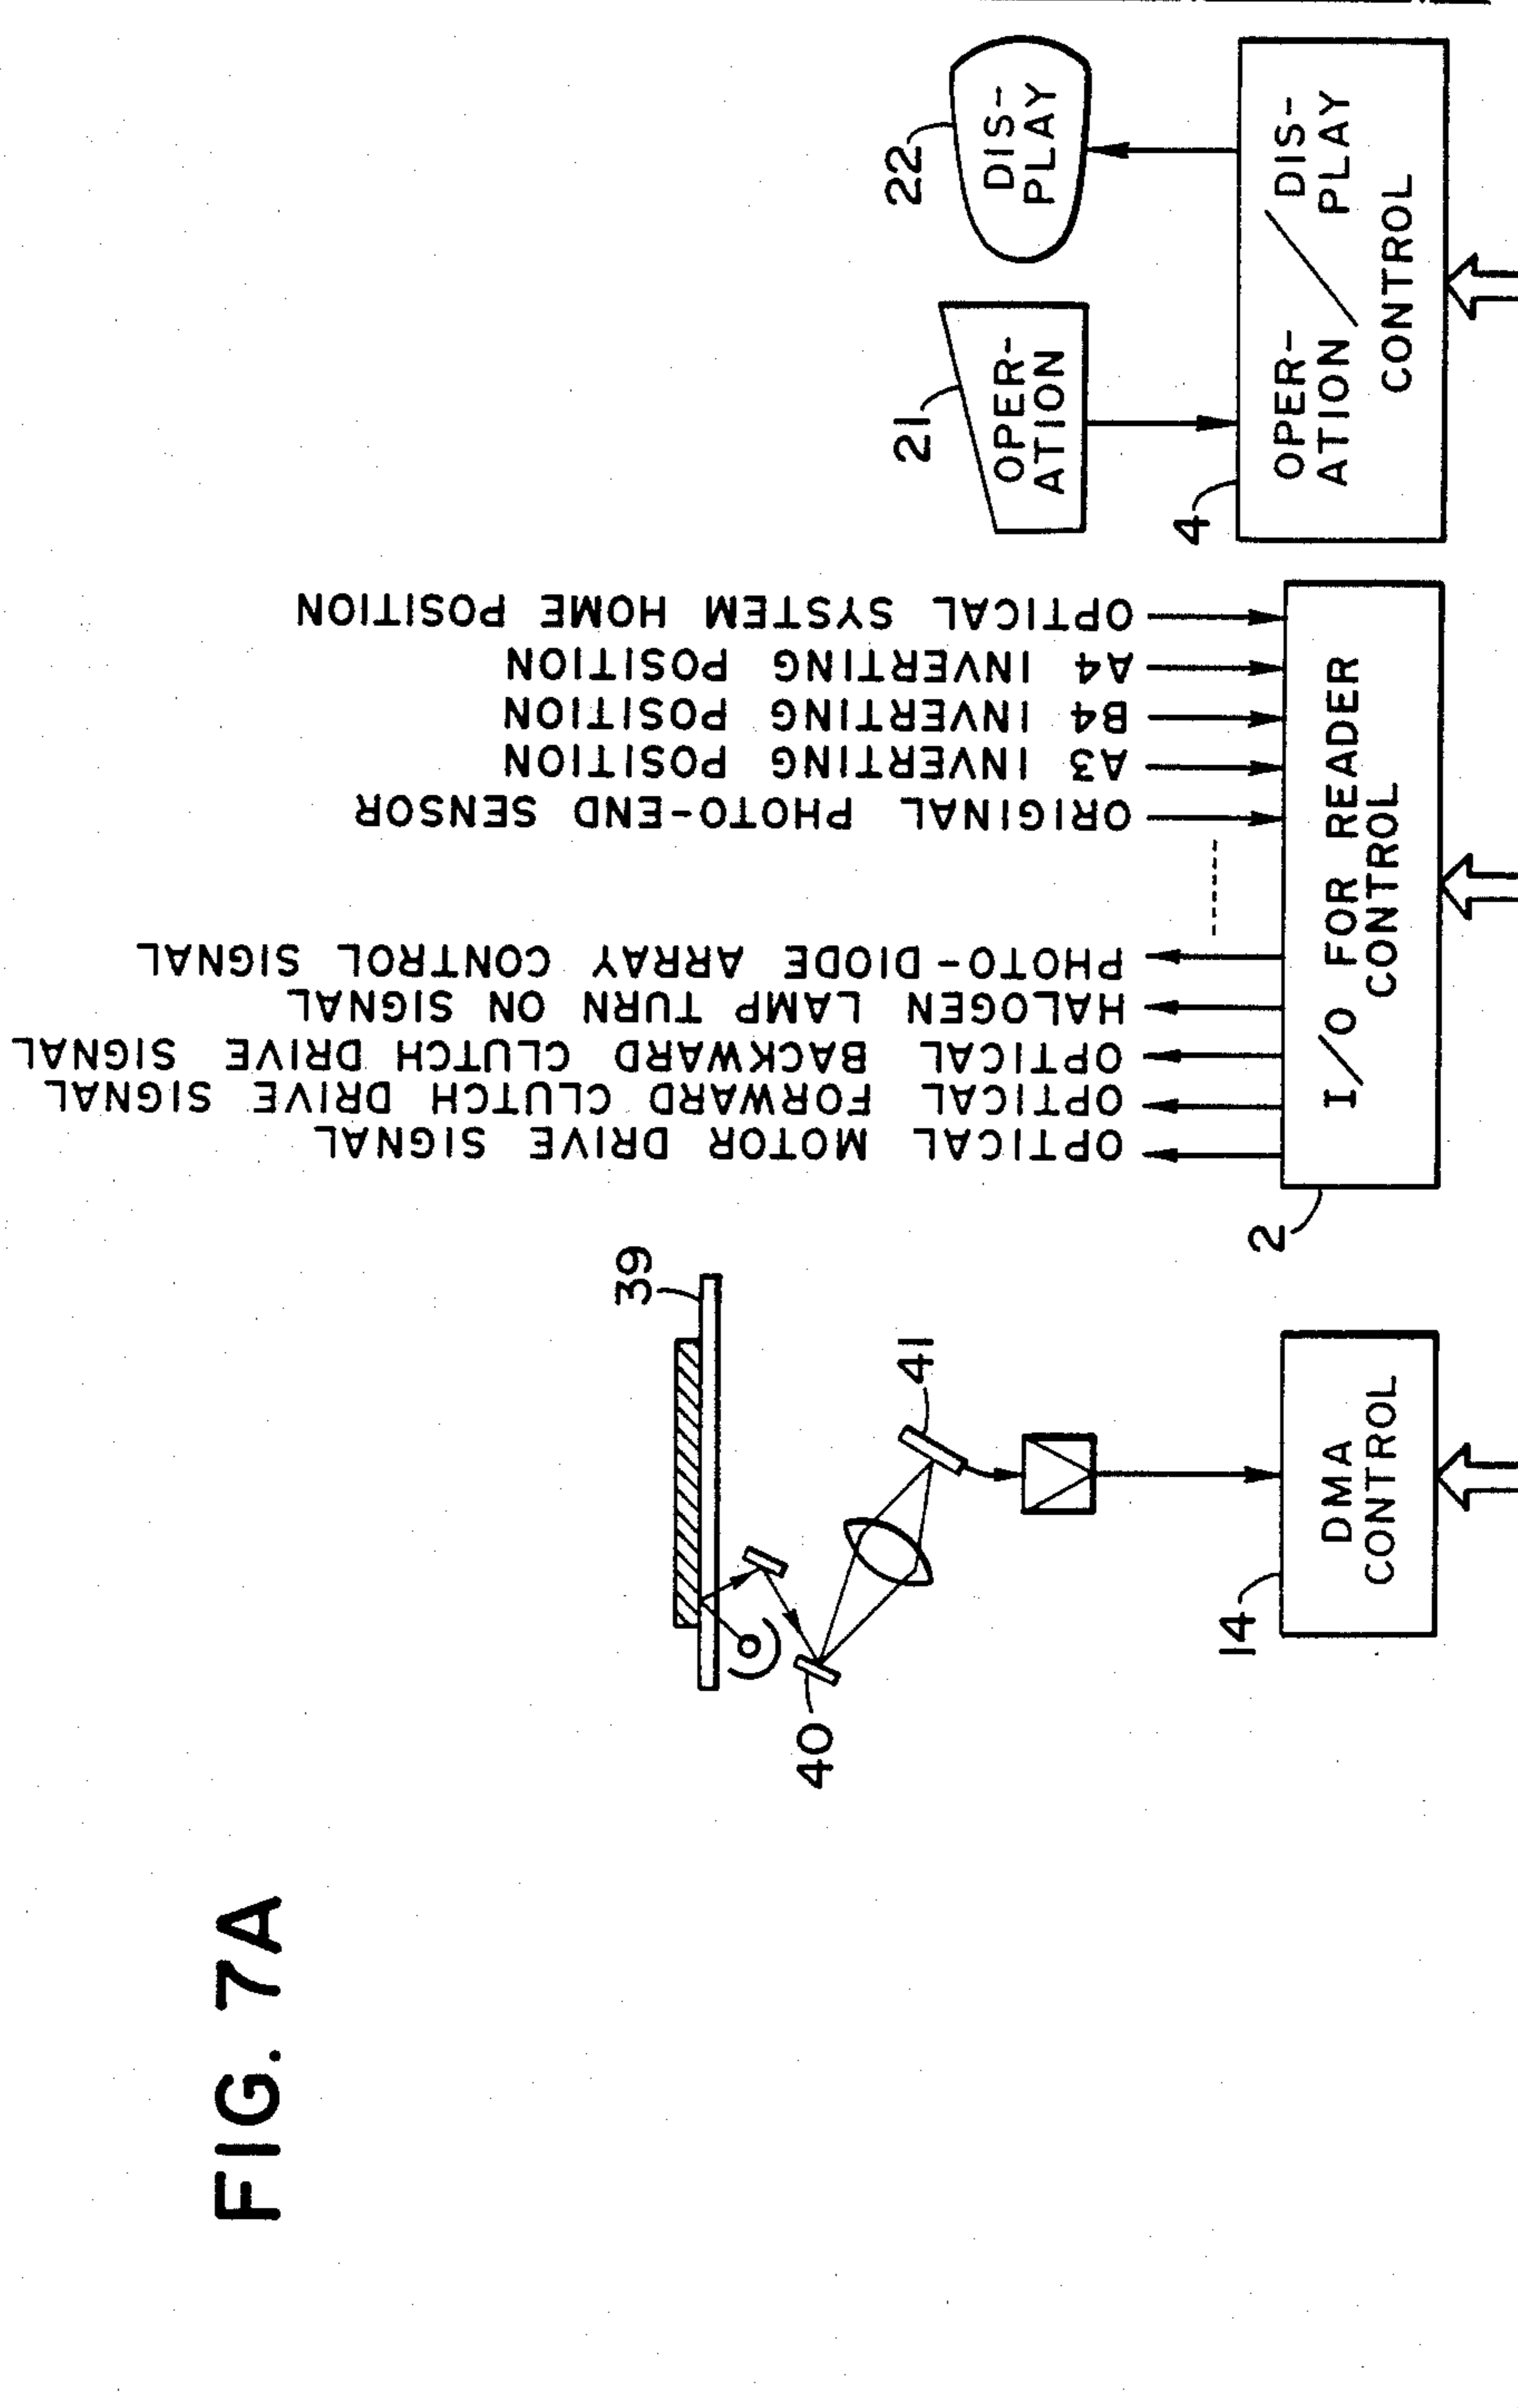 FIG. 7A
39
40
41
14
DMA
CONTROL
OPTICAL MOTOR DRIVE SIGNAL
OPTICAL FORWARD CLUTCH DRIVE SIGNAL
OPTICAL BACKWARD CLUTCH DRIVE SIGNAL
HALOGEN LAMP TURN ON SIGNAL
PHOTO-DIODE ARRAY CONTROL SIGNAL
ORIGINAL PHOTO-END SENSOR
A3 INVERTING POSITION
B4 INVERTING POSITION
A4 INVERTING POSITION
OPTICAL SYSTEM HOME POSITION
2
I/O FOR READER
CONTROL
21
OPER-
ATION
22
DIS-
PLAY
4
OPER-
ATION
/
DIS-
PLAY
CONTROL